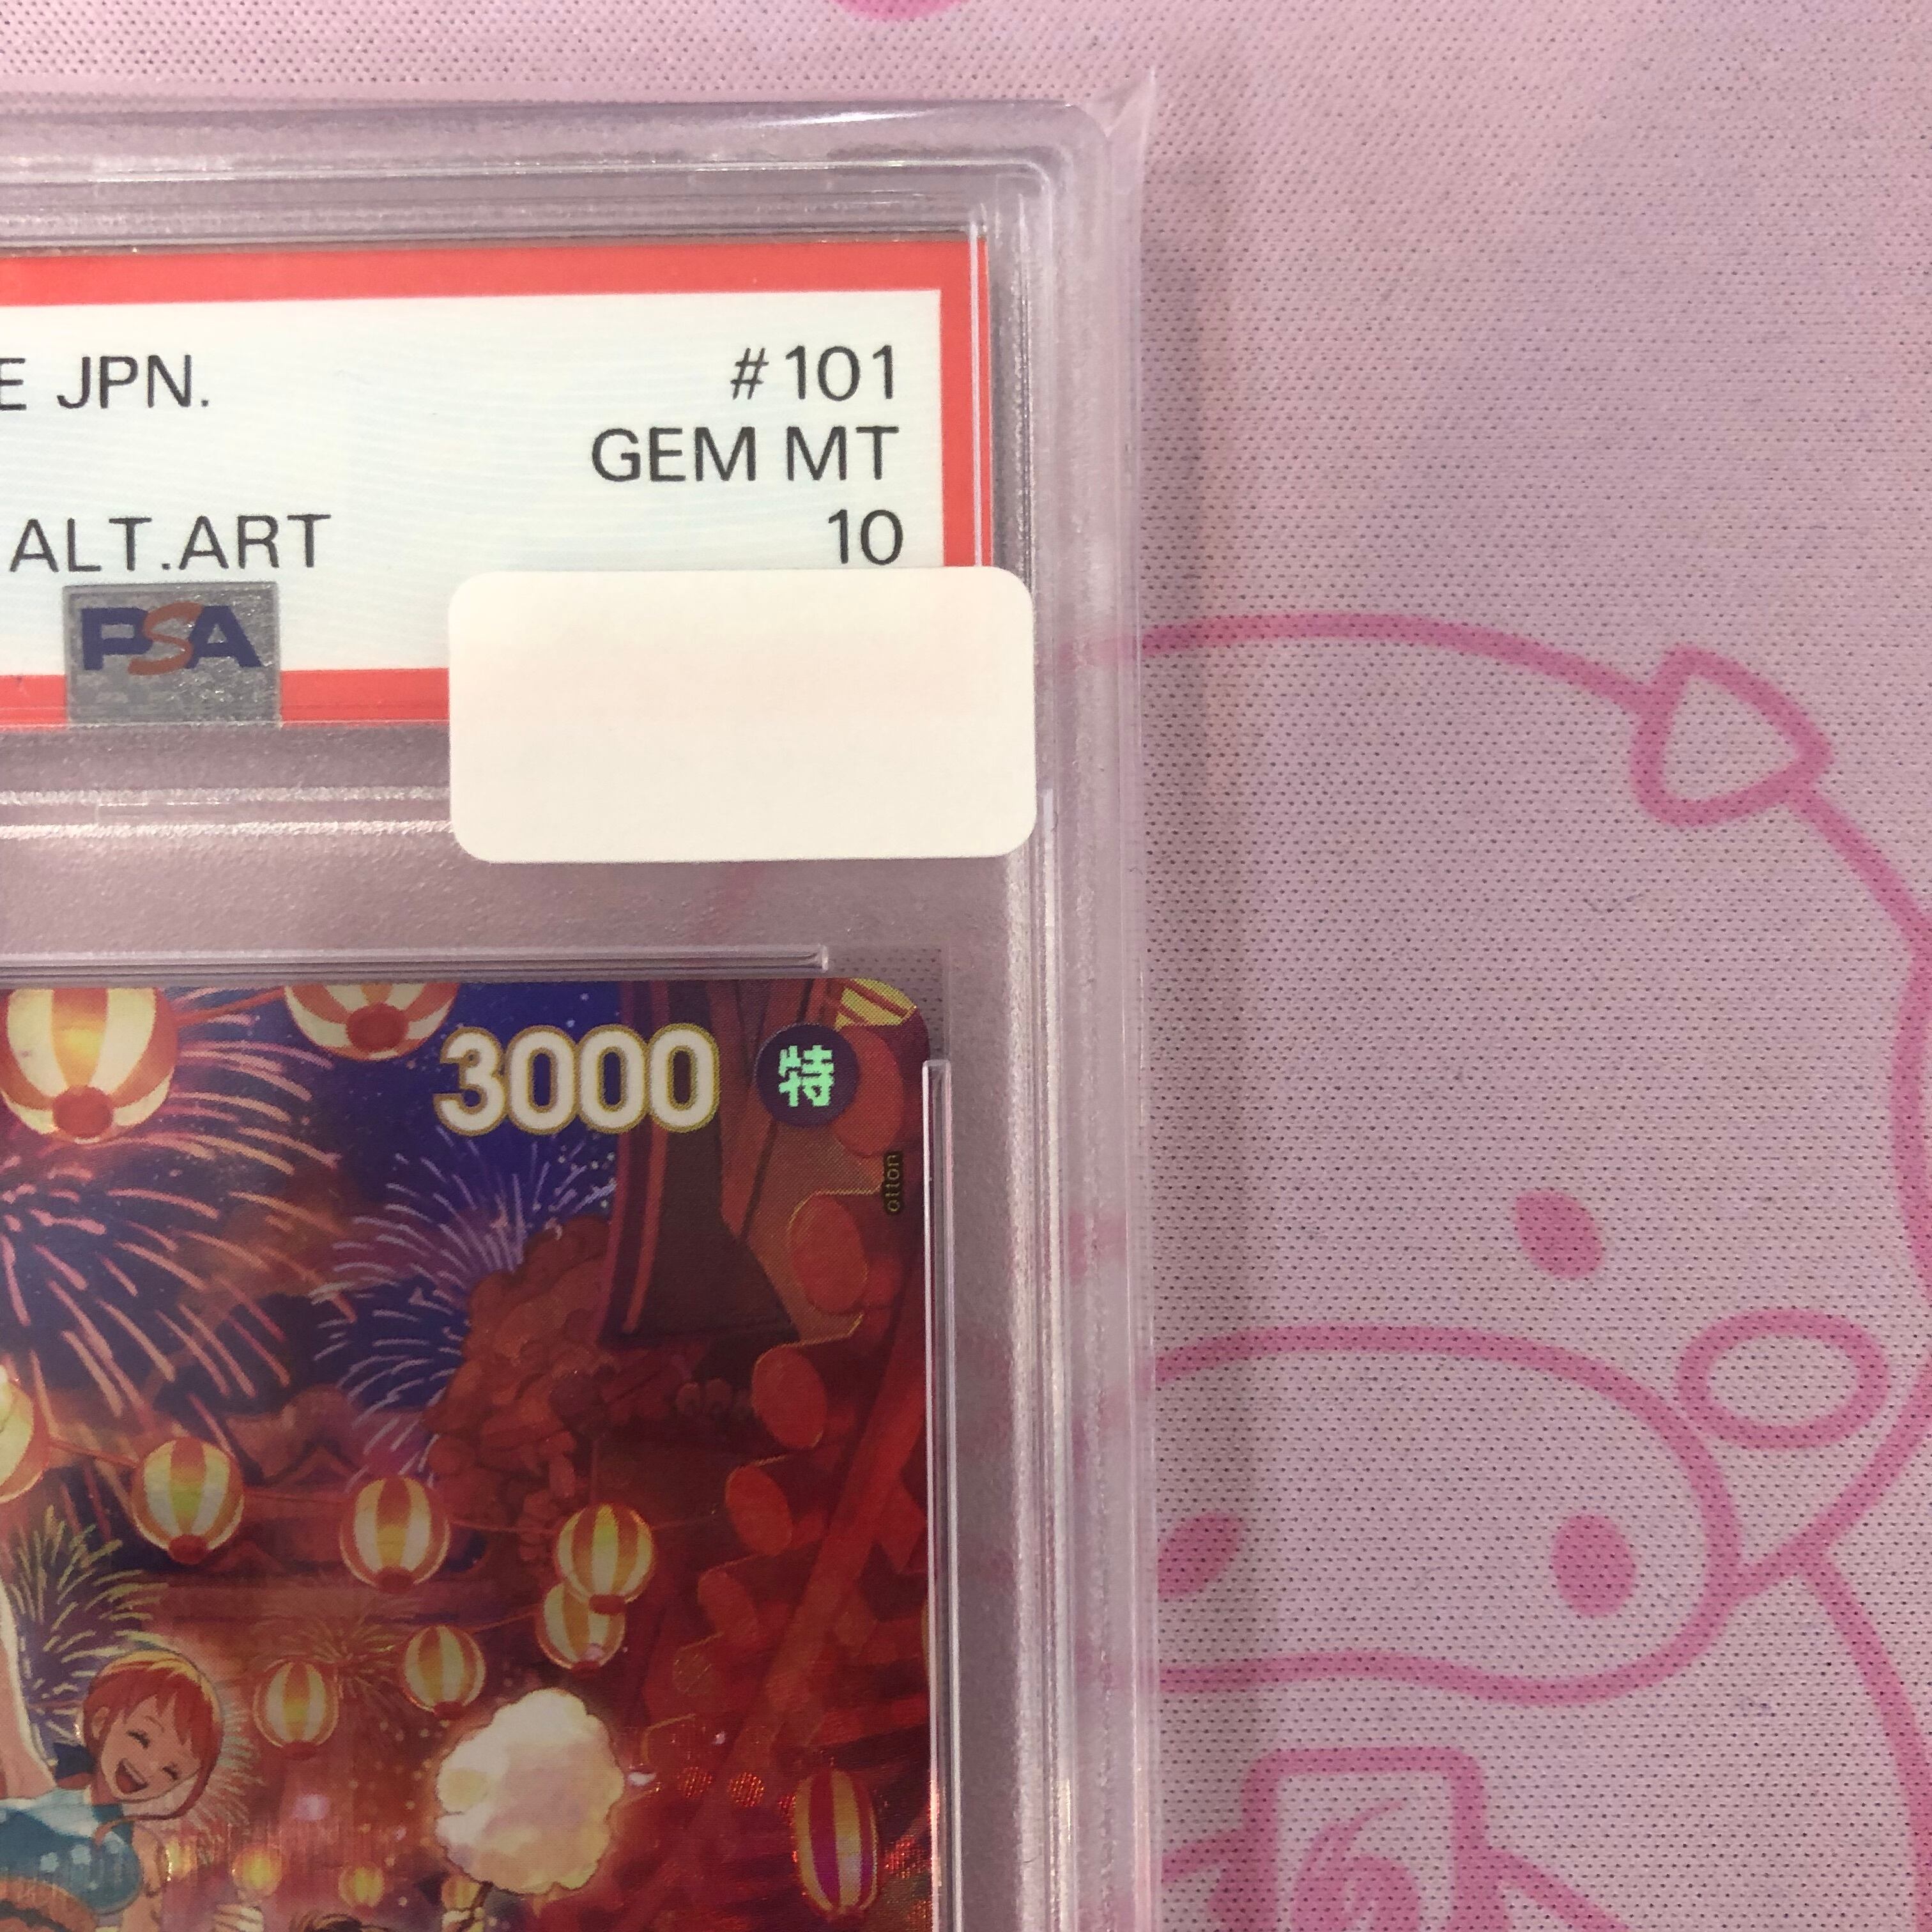 E JPN.
#101
GEM MT
ALT.ART
10
PSA
3000
特
otton